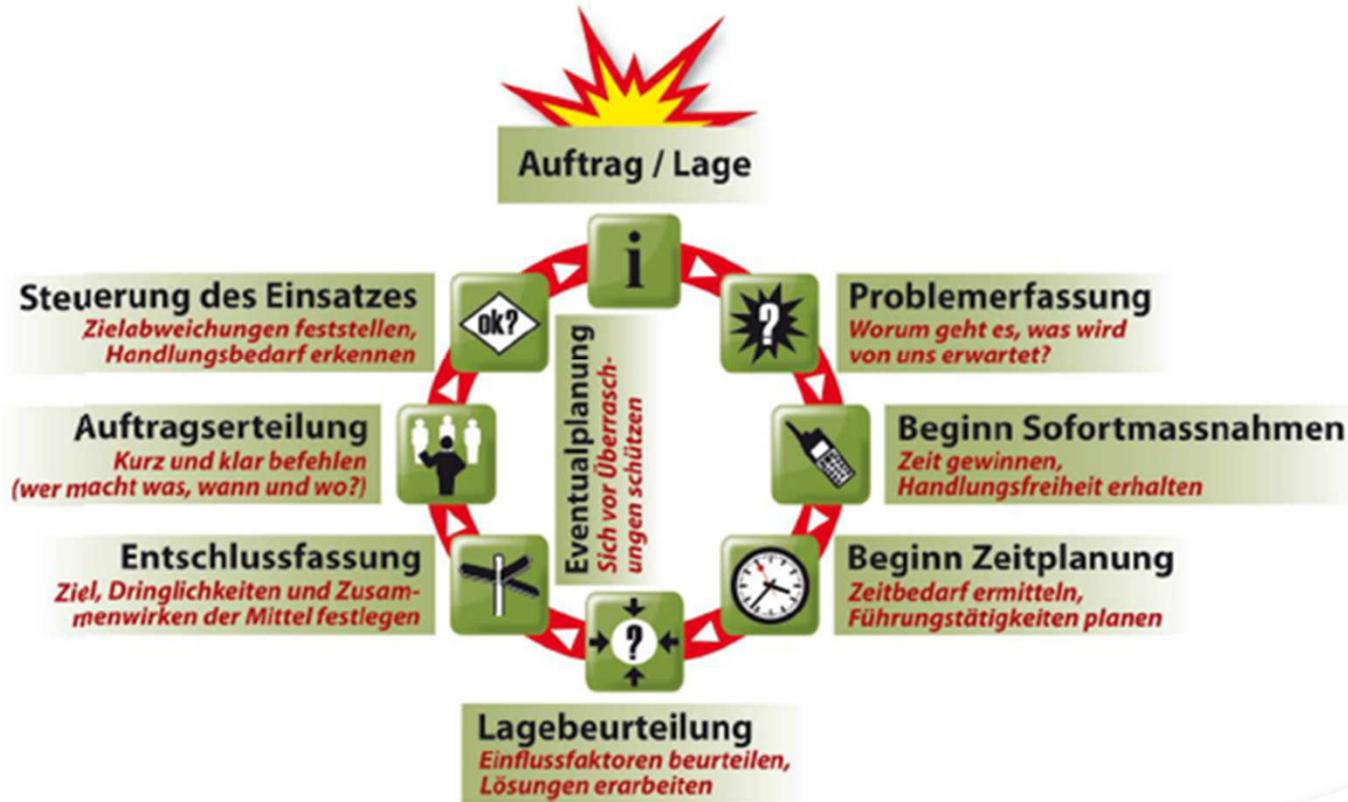 Auftrag / Lage
i
?
Problemerfassung
Worum geht es, was wird
von uns erwartet?
Beginn Sofortmassnahmen
Zeit gewinnen,
Handlungsfreiheit erhalten
Beginn Zeitplanung
Zeitbedarf ermitteln,
Führungstätigkeiten planen
?
Lagebeurteilung
Einflussfaktoren beurteilen,
Lösungen erarbeiten
Entschlussfassung
Ziel, Dringlichkeiten und Zusam-
menwirken der Mittel festlegen
Auftragserteilung
Kurz und klar befehlen
(wer macht was, wann und wo?)
Steuerung des Einsatzes
Zielabweichungen feststellen,
Handlungsbedarf erkennen
ok?
Eventualplanung
Sich vor Überrasch-
ungen schützen